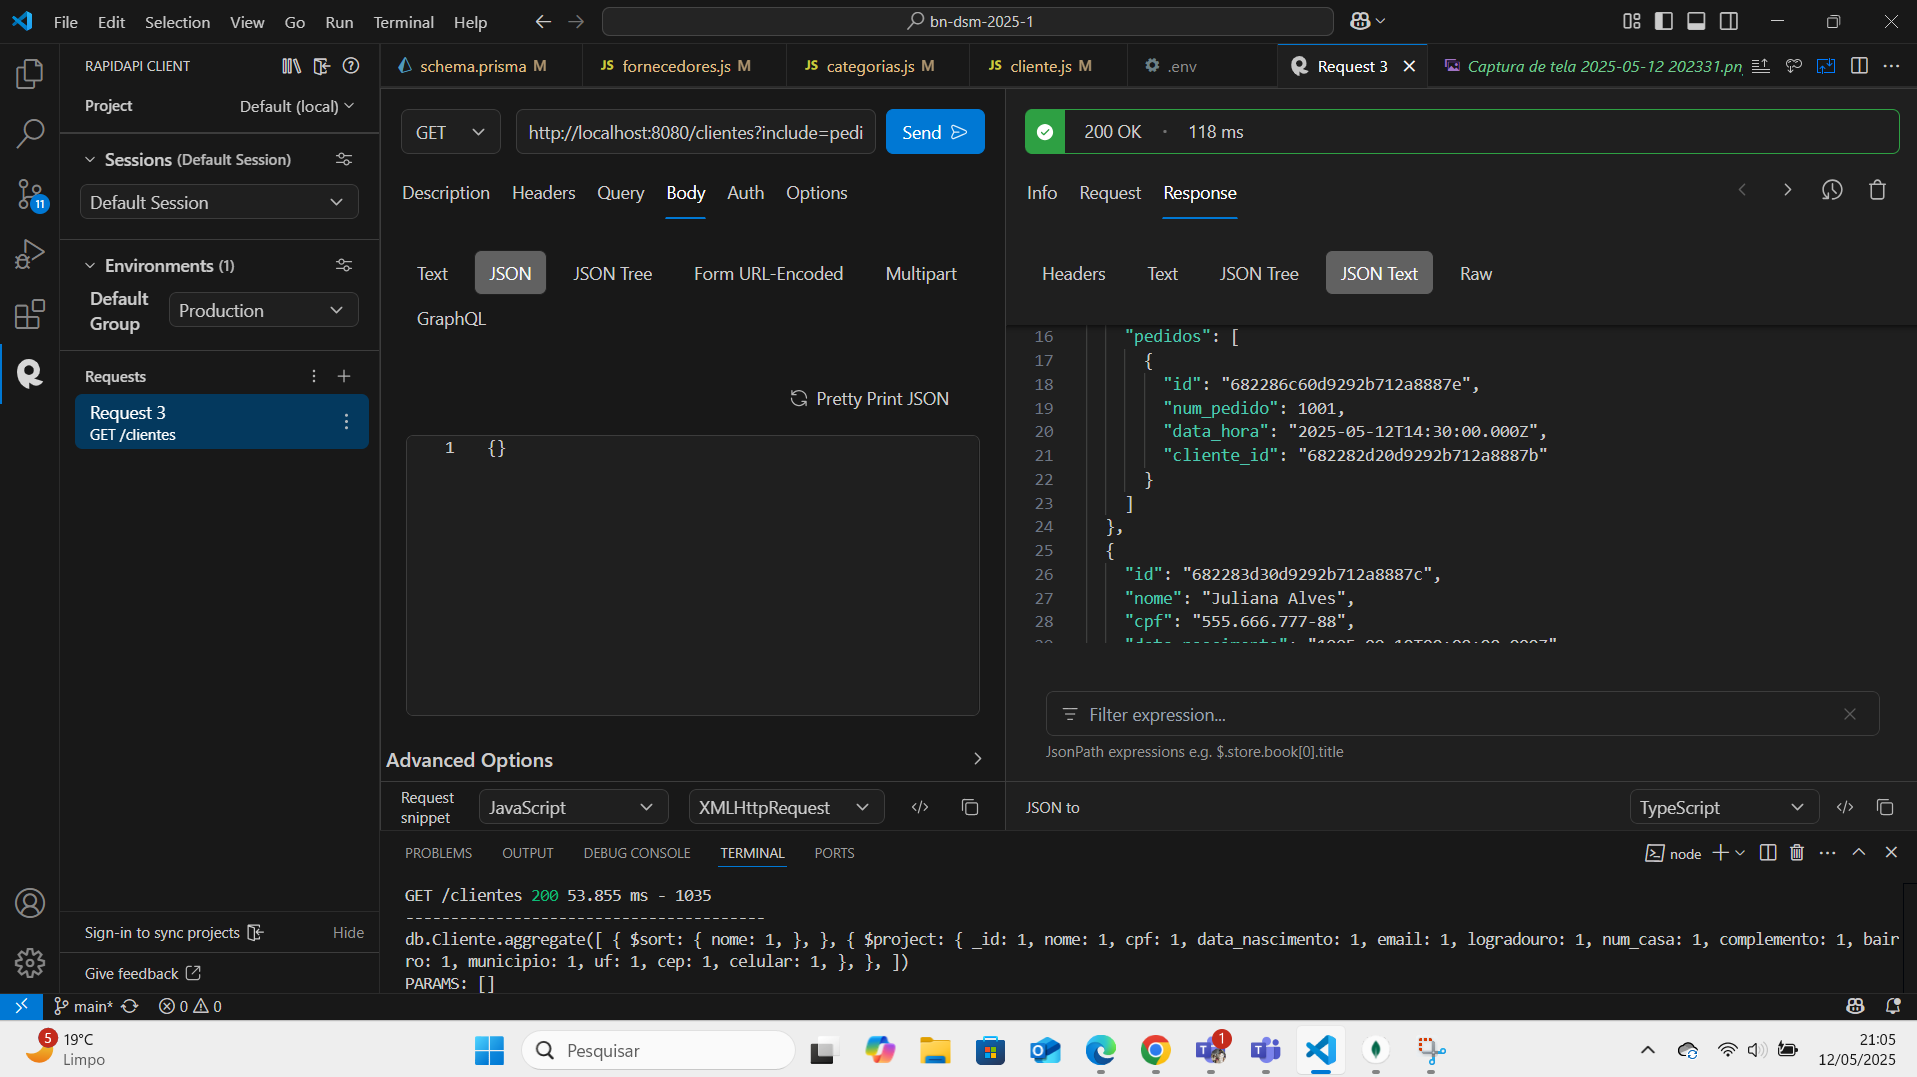 File Edit Selection View Go Run Terminal Help
bn-dsm-2025-1
RAPIDAPI CLIENT
Project Default (local)
Sessions (Default Session)
Default Session
Environments (1)
Default Group Production
Requests
Request 3
GET /clientes
Sign-in to sync projects Hide
Give feedback
11
schema.prisma M
JS fornecedores.js M
JS categorias.js M
JS cliente.js M
.env
Request 3
Captura de tela 2025-05-12 202331.pn
GET http://localhost:8080/clientes?include=pedi Send
Description Headers Query Body Auth Options
Text JSON JSON Tree Form URL-Encoded Multipart
GraphQL
Pretty Print JSON
1 {}
Advanced Options
Request snippet JavaScript XMLHttpRequest
200 OK · 118 ms
Info Request Response
Headers Text JSON Tree JSON Text Raw
16 "pedidos": [
17 {
18 "id": "682286c60d9292b712a8887e",
19 "num_pedido": 1001,
20 "data_hora": "2025-05-12T14:30:00.000Z",
21 "cliente_id": "682282d20d9292b712a8887b"
22 }
23 ]
24 },
25 {
26 "id": "682283d30d9292b712a8887c",
27 "nome": "Juliana Alves",
28 "cpf": "555.666.777-88",
Filter expression...
JsonPath expressions e.g. $.store.book[0].title
JSON to TypeScript
PROBLEMS OUTPUT DEBUG CONSOLE TERMINAL PORTS
node
GET /clientes 200 53.855 ms - 1035
----------------------------------------
db.Cliente.aggregate([ { $sort: { nome: 1, }, }, { $project: { _id: 1, nome: 1, cpf: 1, data_nascimento: 1, email: 1, logradouro: 1, num_casa: 1, complemento: 1, bair
ro: 1, municipio: 1, uf: 1, cep: 1, celular: 1, }, }, ])
PARAMS: []
main* 0 0
5 19°C
Limpo
Pesquisar
1
21:05
12/05/2025